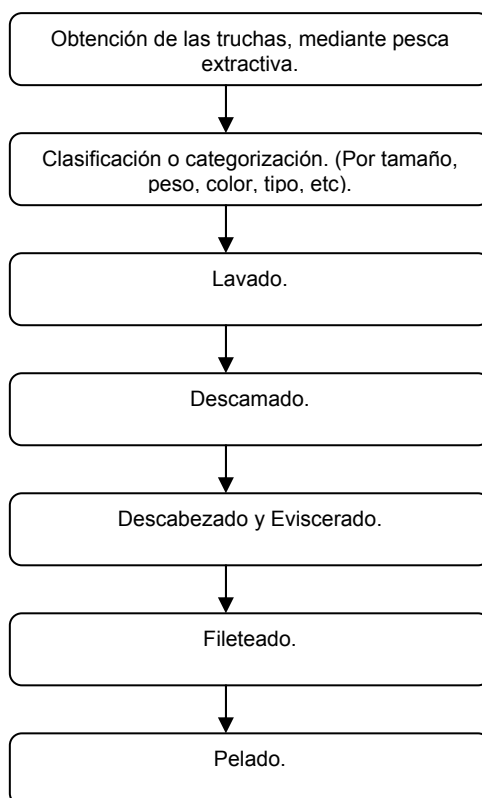 Obtención de las truchas, mediante pesca
extractiva.
Clasificación o categorización. (Por tamaño,
peso, color, tipo, etc).
Lavado.
Descamado.
Descabezado y Eviscerado.
Fileteado.
Pelado.